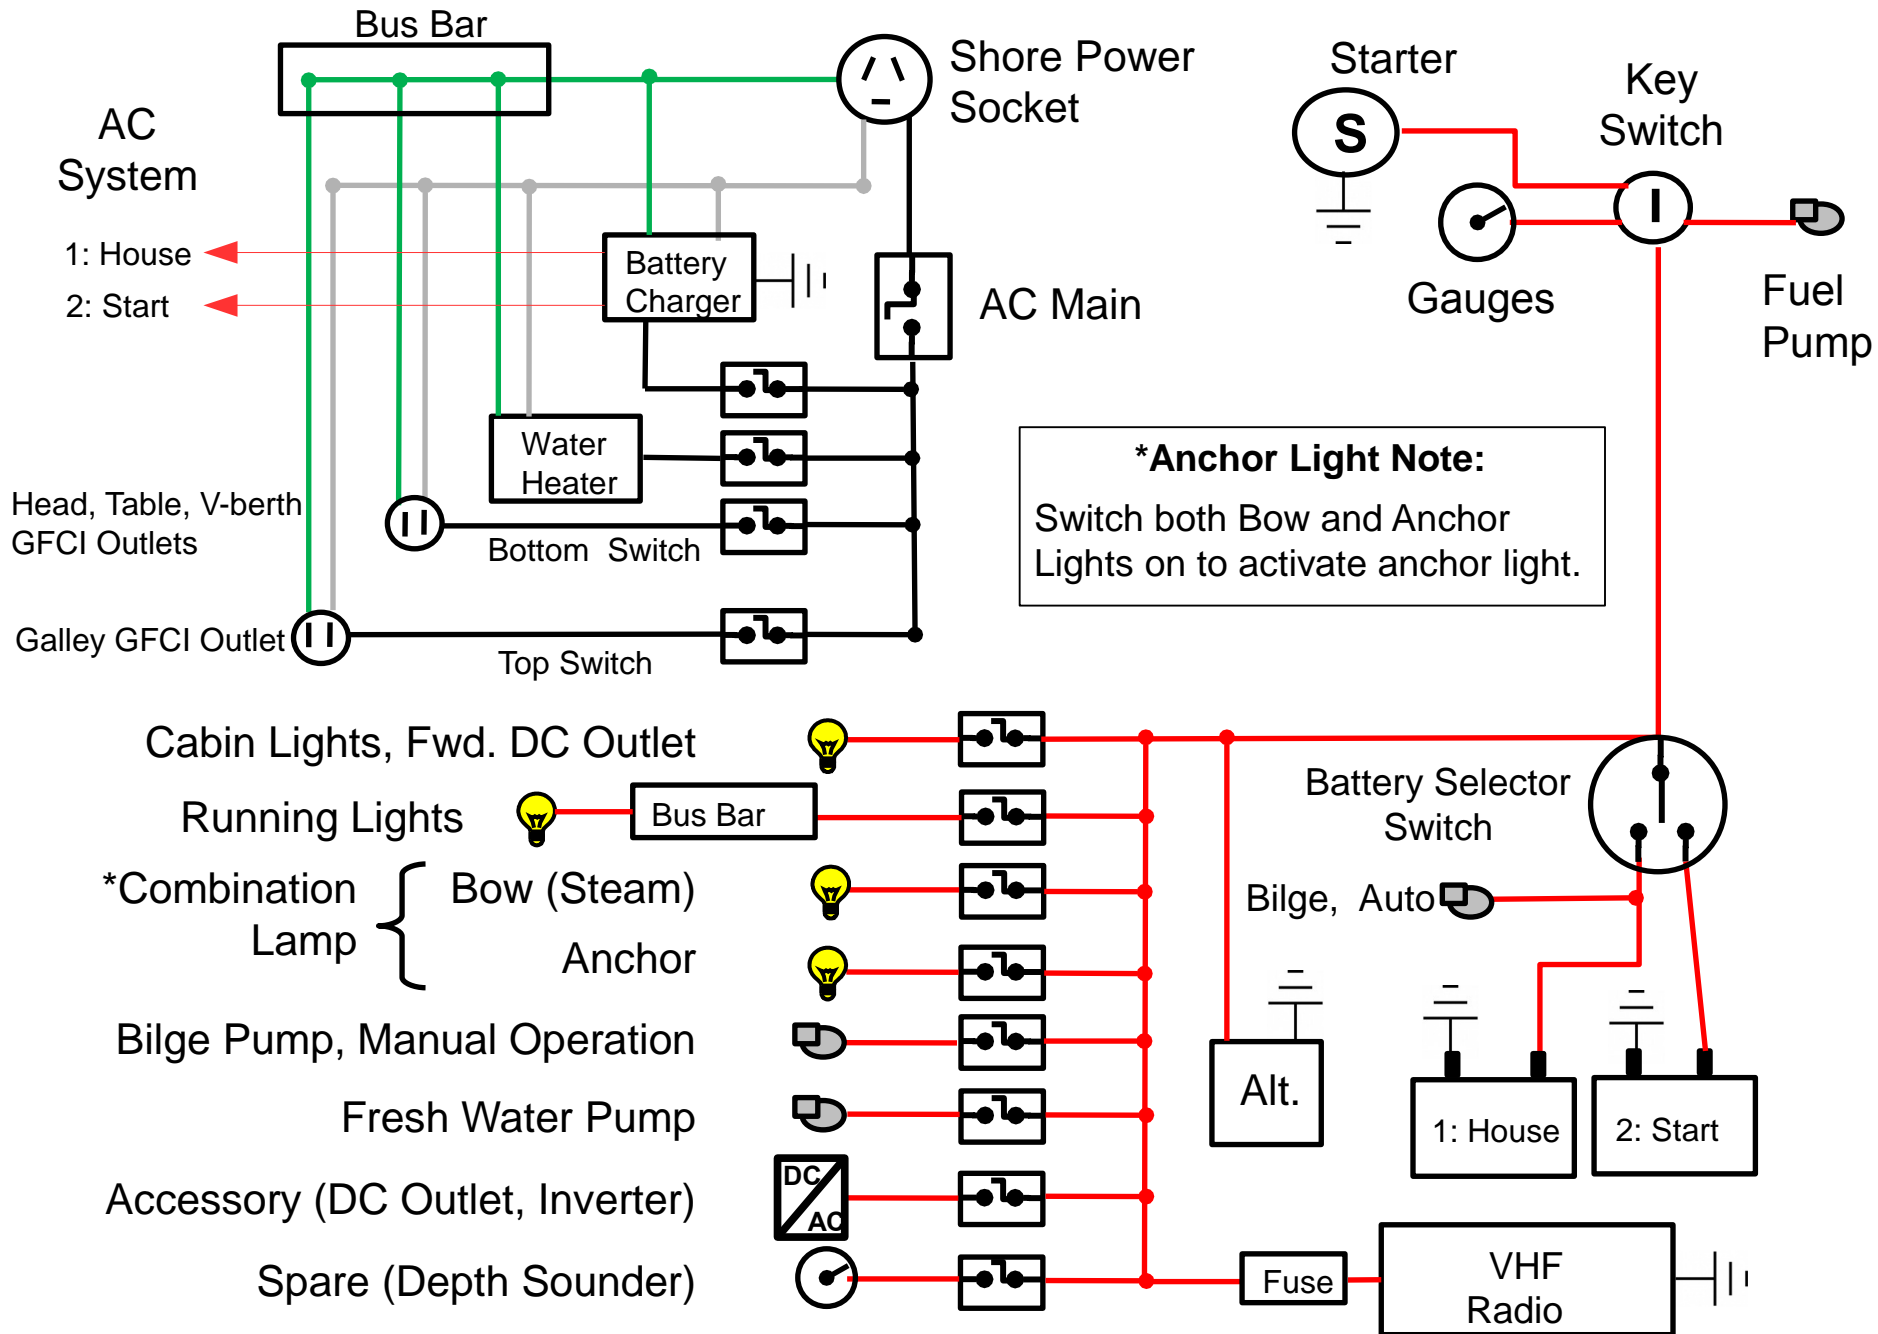 Bus Bar
Shore Power
Socket
Starter
Key
Switch
S
AC
System
1: House
2: Start
Battery
Charger
AC Main
Gauges
Fuel
Pump
Water
Heater
*Anchor Light Note:
Switch both Bow and Anchor
Lights on to activate anchor light.
Head, Table, V-berth
GFCI Outlets
Bottom Switch
Galley GFCI Outlet
Top Switch
Cabin Lights, Fwd. DC Outlet
Battery Selector
Switch
Running Lights
Bus Bar
*Combination
Lamp
Bow (Steam)
Anchor
Bilge, Auto
Bilge Pump, Manual Operation
Alt.
1: House
2: Start
Fresh Water Pump
Accessory (DC Outlet, Inverter)
DC
AC
Spare (Depth Sounder)
Fuse
VHF
Radio